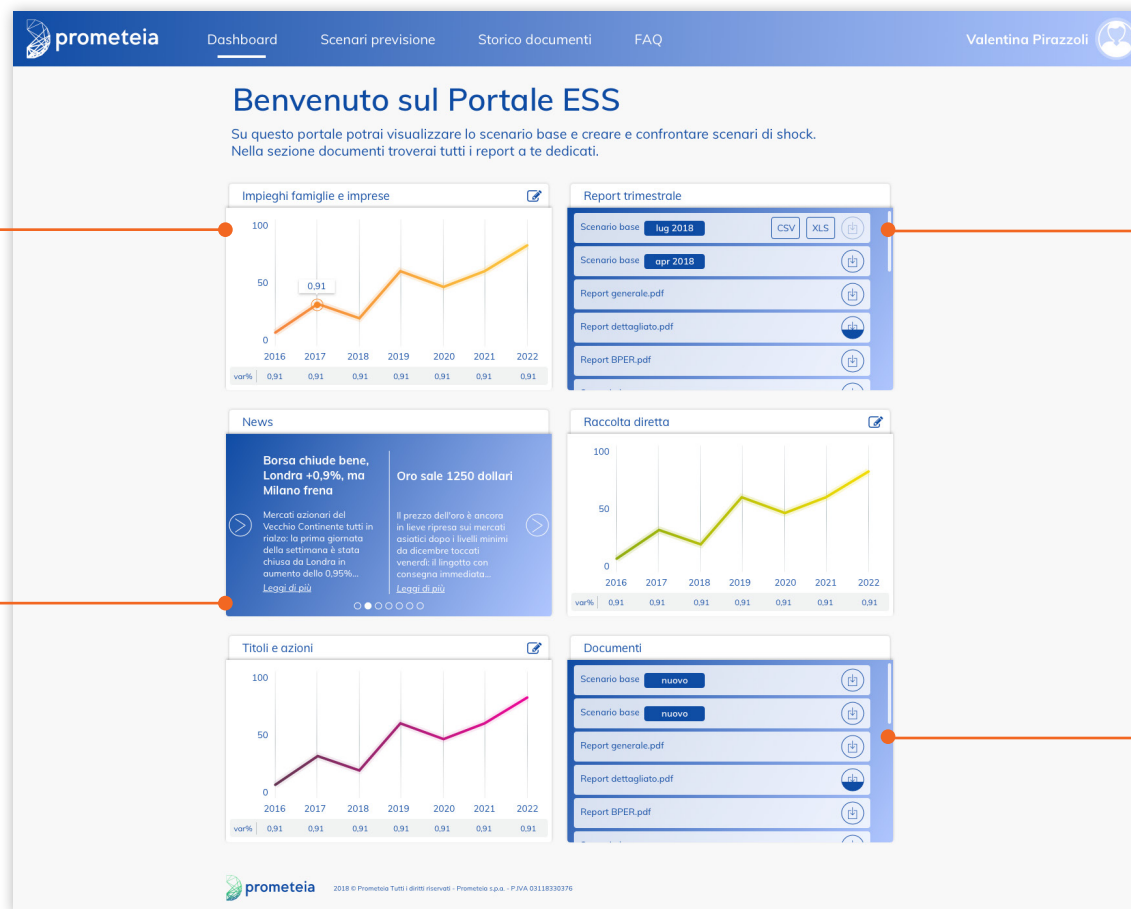 prometeia
Dashboard
Scenari previsione
Storico documenti
FAQ
Valentina Pirazzoli
Benvenuto sul Portale ESS
Su questo portale potrai visualizzare lo scenario base e creare e confrontare scenari di shock.
Nella sezione documenti troverai tutti i report a te dedicati.
Impieghi famiglie e imprese
100
50
0
0,91
2016 2017 2018 2019 2020 2021 2022
var% 0,91 0,91 0,91 0,91 0,91 0,91 0,91
Report trimestrale
Scenario base lug 2018 CSV XLS
Scenario base apr 2018
Report generale.pdf
Report dettagliato.pdf
Report BPER.pdf
News
Borsa chiude bene,
Londra +0,9%, ma
Milano frena
Mercati azionari del
Vecchio Continente tutti in
rialzo: la prima giornata
della settimana è stata
chiusa da Londra in
aumento dello 0,95%...
Leggi di più
Oro sale 1250 dollari
Il prezzo dell'oro è ancora
in lieve ripresa sui mercati
asiatici dopo i livelli minimi
da dicembre toccati
venerdì: il lingotto con
consegna immediata...
Leggi di più
Raccolta diretta
100
50
0
2016 2017 2018 2019 2020 2021 2022
var% 0,91 0,91 0,91 0,91 0,91 0,91 0,91
Titoli e azioni
100
50
0
2016 2017 2018 2019 2020 2021 2022
var% 0,91 0,91 0,91 0,91 0,91 0,91 0,91
Documenti
Scenario base nuovo
Scenario base nuovo
Report generale.pdf
Report dettagliato.pdf
Report BPER.pdf
prometeia
2018 © Prometeia Tutti i diritti riservati - Prometeia s.p.a. - P.IVA 03118330376